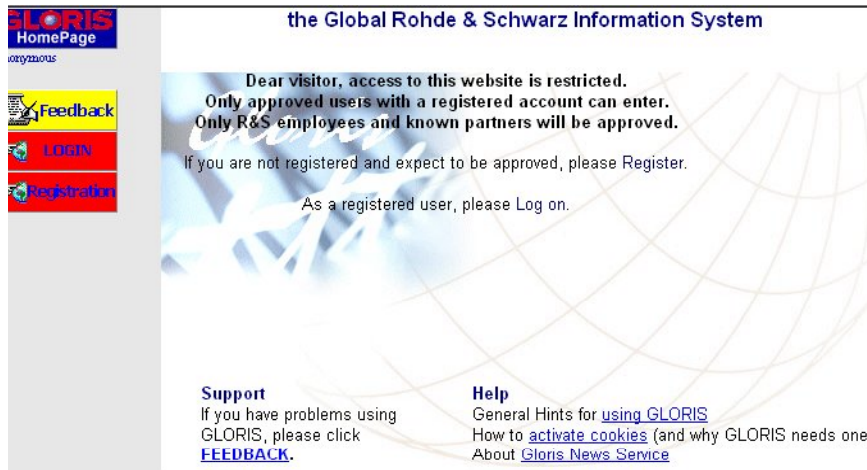 GLORIS
HomePage
the Global Rohde & Schwarz Information System
onymous
Feedback
LOGIN
Registration
Dear visitor, access to this website is restricted.
Only approved users with a registered account can enter.
Only R&S employees and known partners will be approved.
If you are not registered and expect to be approved, please Register.
As a registered user, please Log on.
Gloris
Support
If you have problems using
GLORIS, please click
FEEDBACK.
Help
General Hints for using GLORIS
How to activate cookies (and why GLORIS needs one
About Gloris News Service